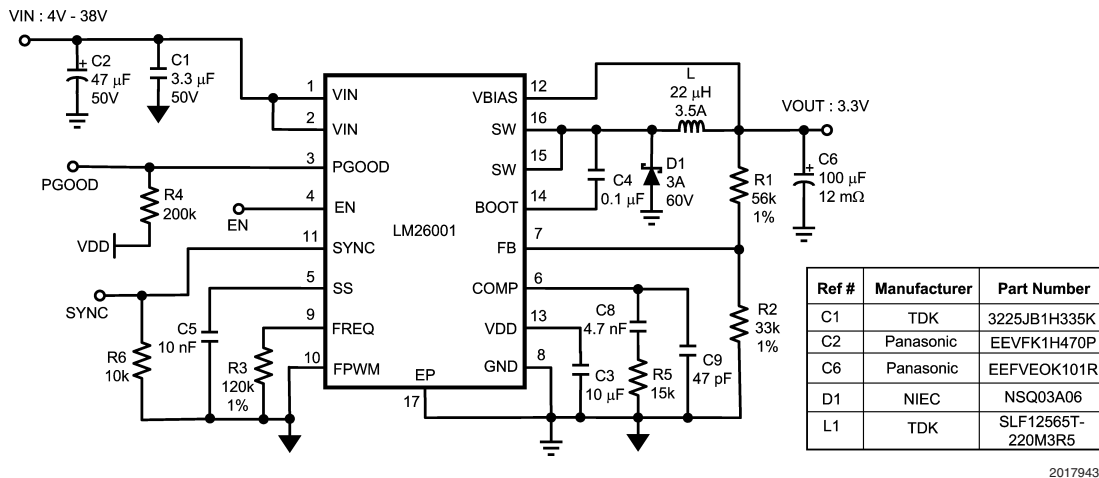 VIN : 4V - 38V
C2
+
47 μF
50V
C1
3.3 μF
50V
1
VIN
2
VIN
3
PGOOD
PGOOD
R4
200k
VDD
4
EN
EN
11
SYNC
SYNC
5
SS
C5
10 nF
9
FREQ
R6
10k
R3
120k
1%
10
FPWM
LM26001
EP
17
12
VBIAS
16
SW
15
SW
14
BOOT
7
FB
6
COMP
13
VDD
8
GND
L
22 μH
3.5A
VOUT : 3.3V
C4
0.1 μF
D1
3A
60V
R1
56k
1%
+
C6
100 μF
12 mΩ
C8
4.7 nF
R2
33k
1%
C3
10 μF
R5
15k
C9
47 pF
Ref # Manufacturer Part Number
C1 TDK 3225JB1H335K
C2 Panasonic EEVFK1H470P
C6 Panasonic EEFVEOK101R
D1 NIEC NSQ03A06
L1 TDK SLF12565T-
220M3R5
2017943